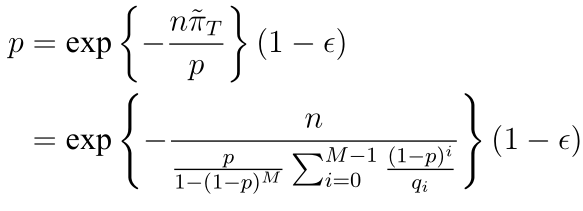 p = exp { − nπ̃_T / p } (1 − ϵ)
= exp { − n / ( p / (1−(1−p)^M) ∑_{i=0}^{M−1} (1−p)^i / q_i ) } (1 − ϵ)